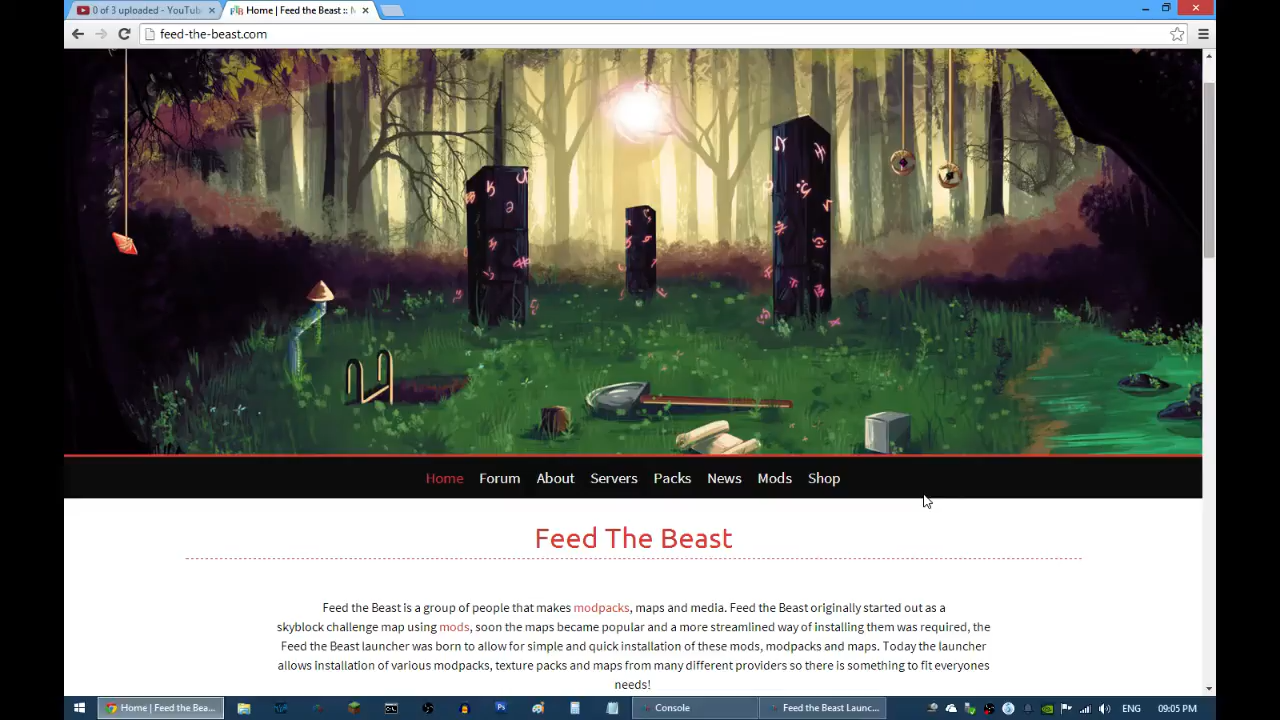 0 of 3 uploaded - YouTub
Home | Feed the Beast :: M
feed-the-beast.com
Home Forum About Servers Packs News Mods Shop
Feed The Beast
Feed the Beast is a group of people that makes modpacks, maps and media. Feed the Beast originally started out as a
skyblock challenge map using mods, soon the maps became popular and a more streamlined way of installing them was required, the
Feed the Beast launcher was born to allow for simple and quick installation of these mods, modpacks and maps. Today the launcher
allows installation of various modpacks, texture packs and maps from many different providers so there is something to fit everyones
needs!
Home | Feed the Bea... Console Feed the Beast Launc... ENG 09:05 PM